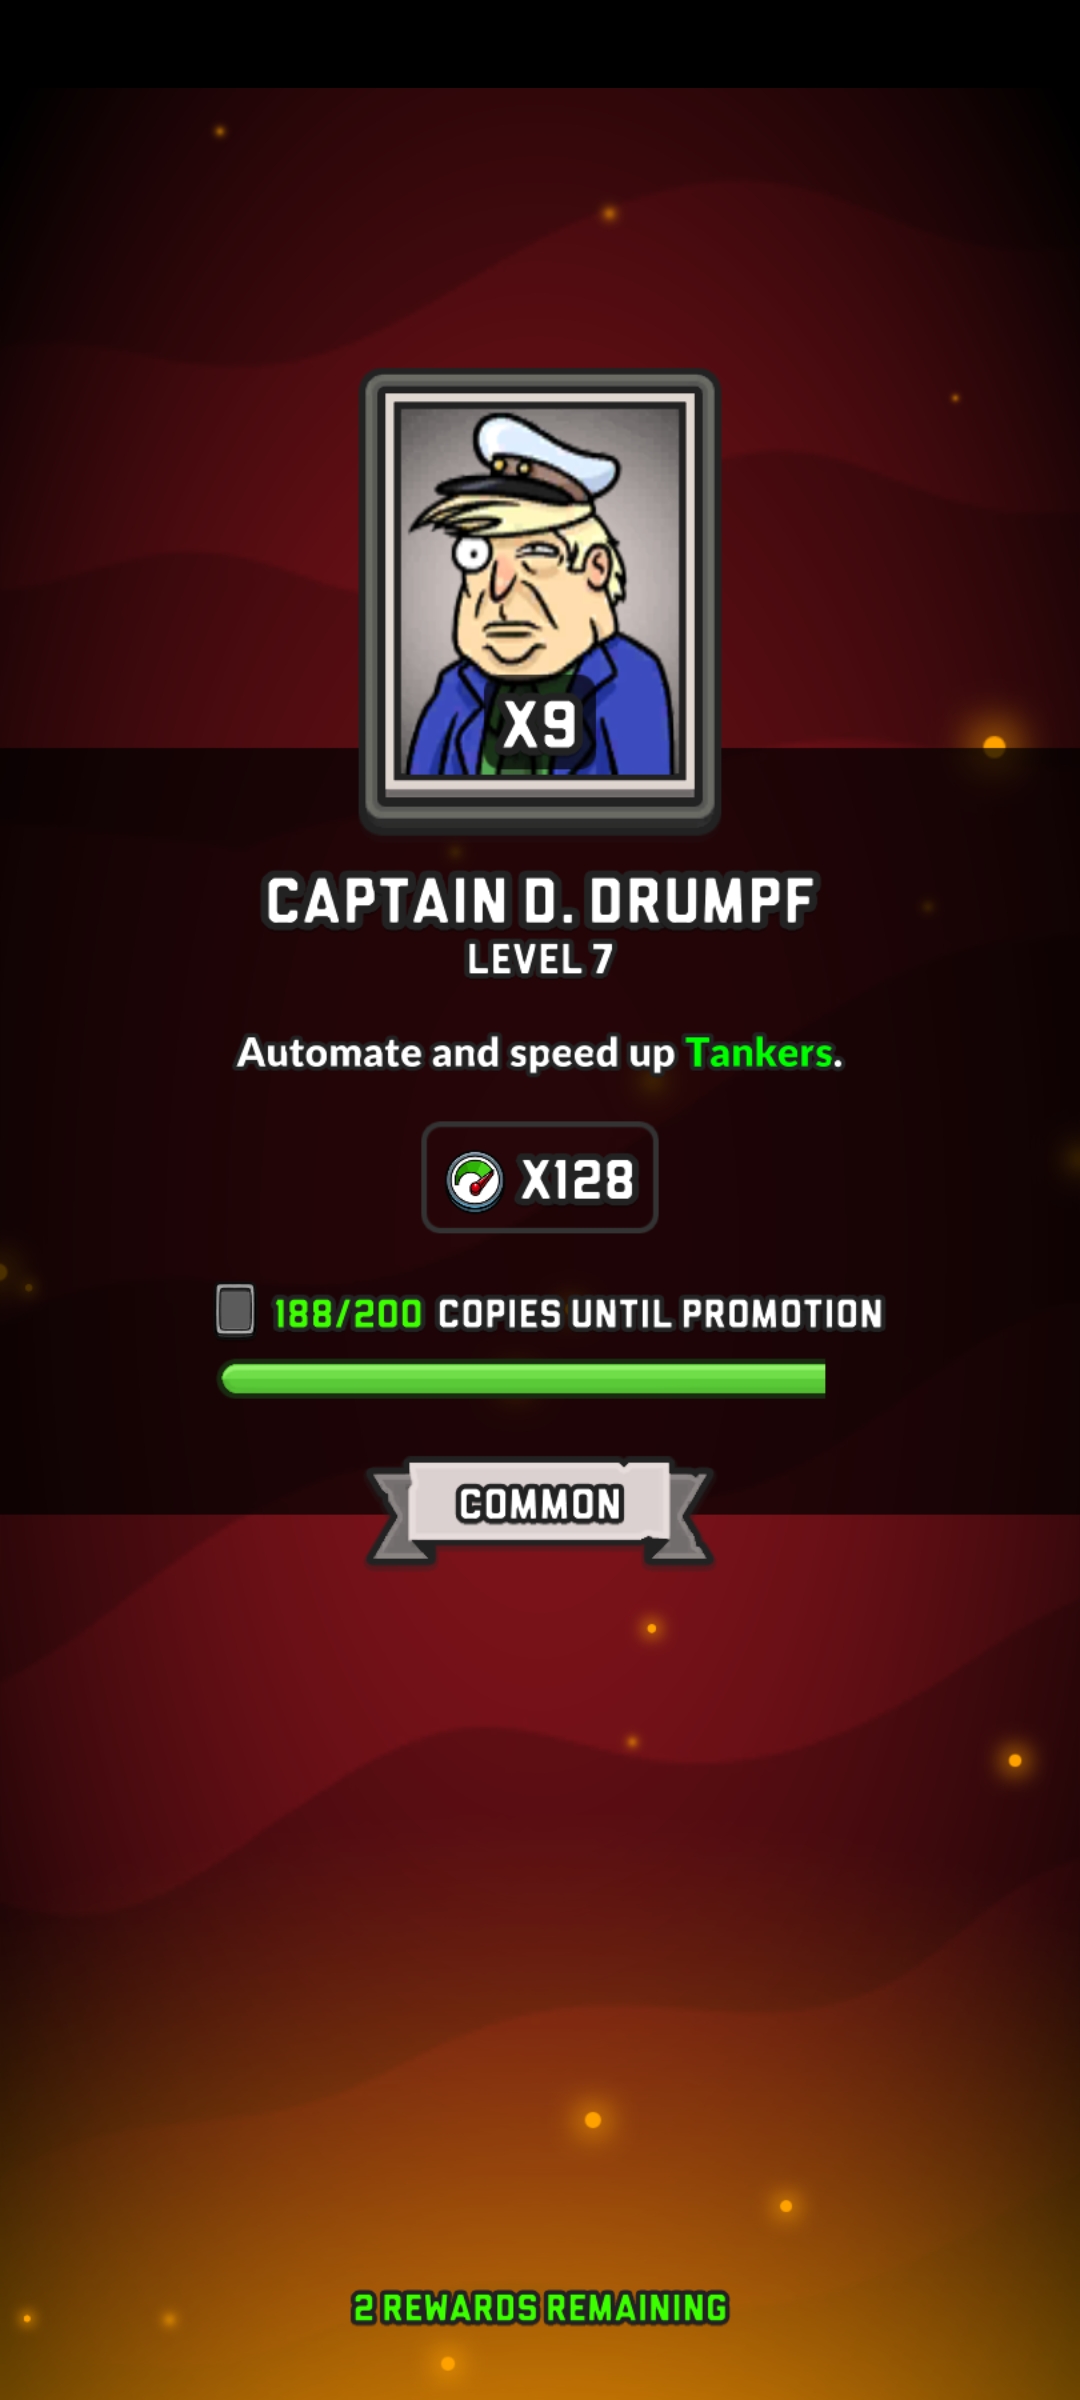 X9
CAPTAIN D. DRUMPF
LEVEL 7
Automate and speed up Tankers.
X128
188/200 COPIES UNTIL PROMOTION
COMMON
2 REWARDS REMAINING